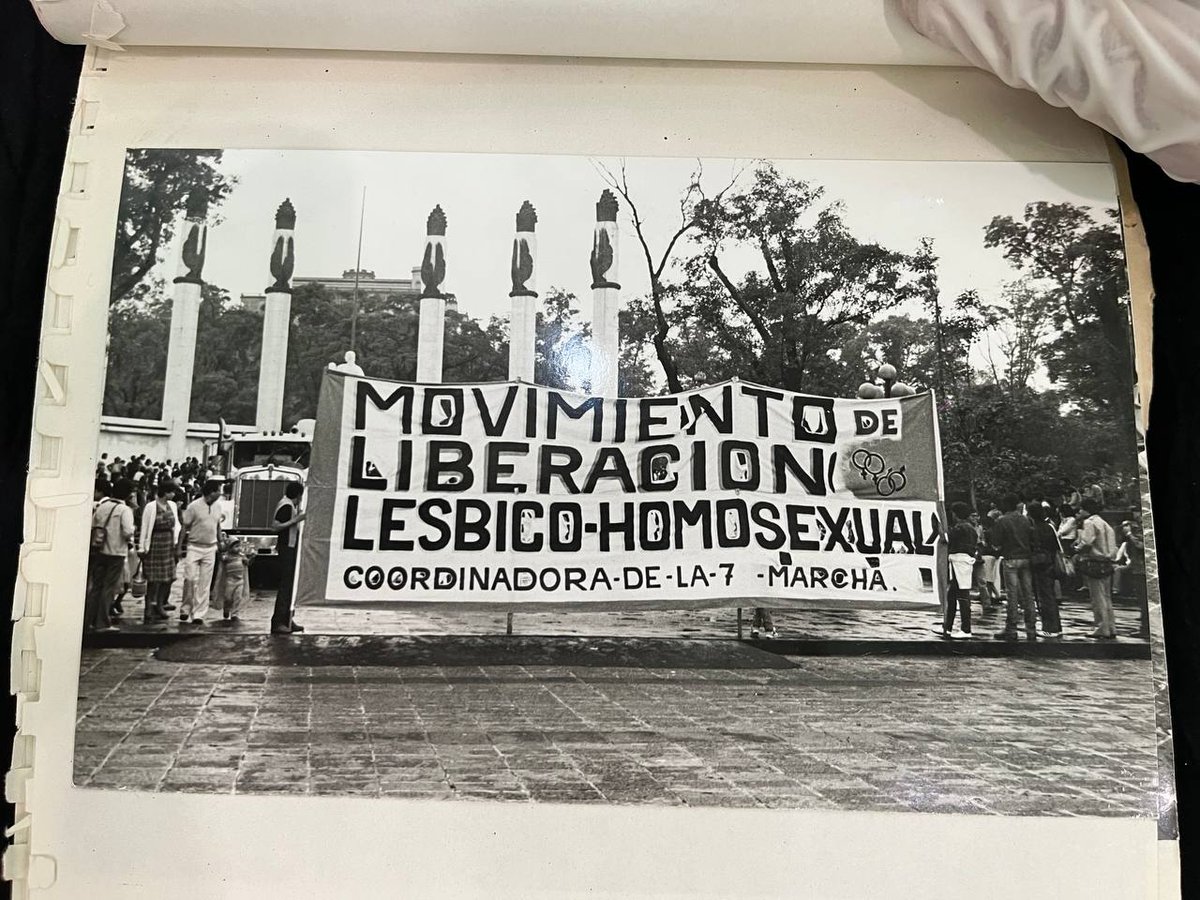 MOVIMIENTO DE
LIBERACION
LESBICO-HOMOSEXUAL
COORDINADORA-DE-LA-7 -MARCHA.